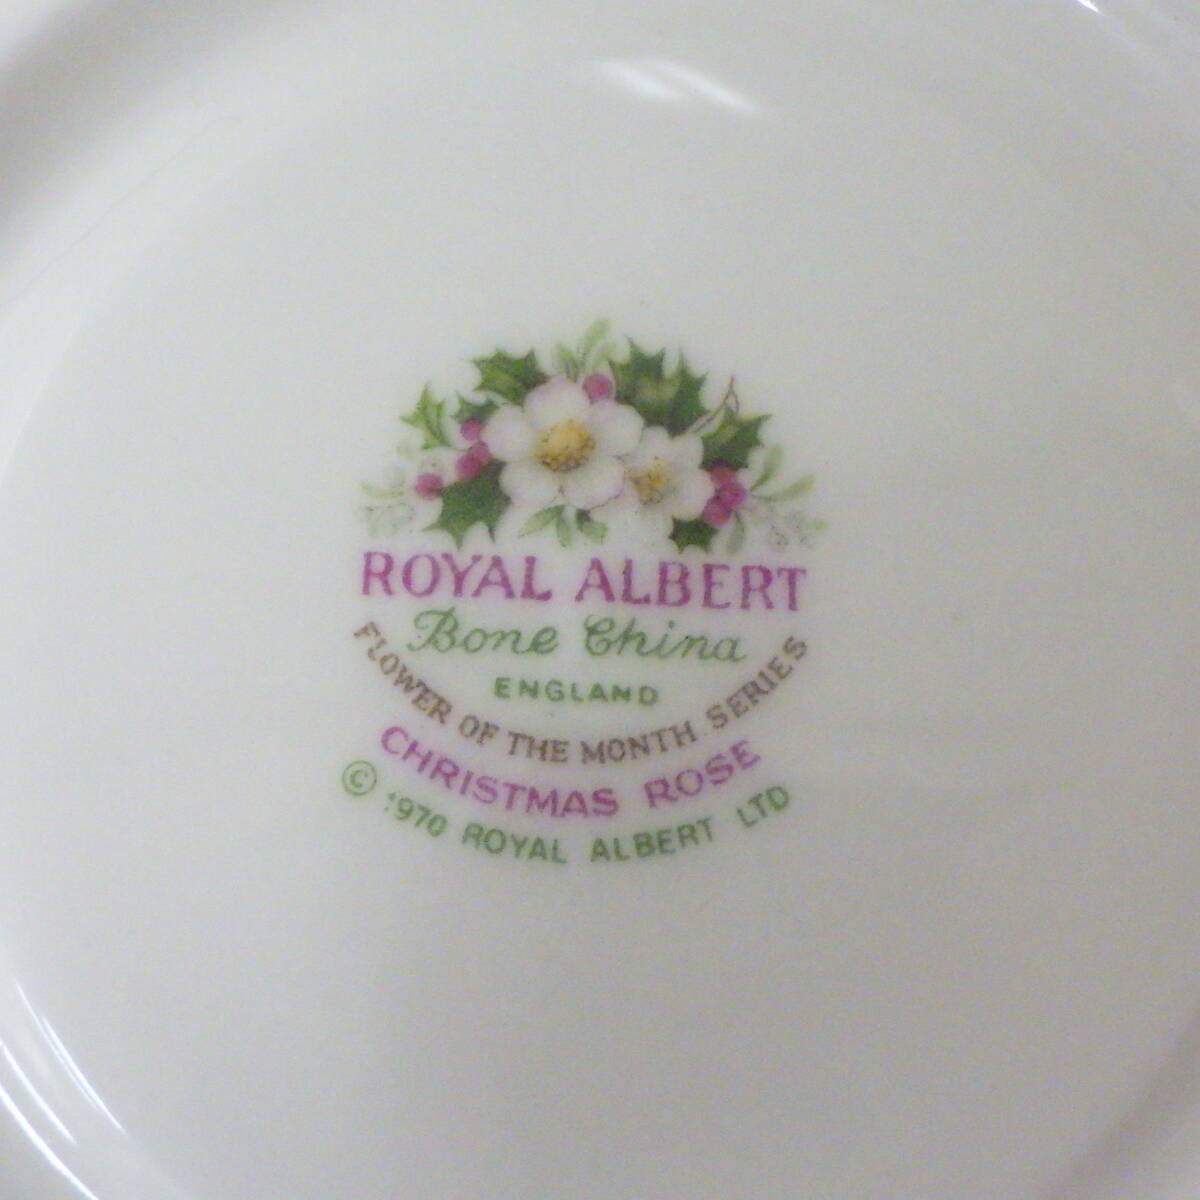 ROYAL ALBERT
Bone China
ENGLAND
FLOWER OF THE MONTH SERIES
CHRISTMAS ROSE
© 1970 ROYAL ALBERT LTD